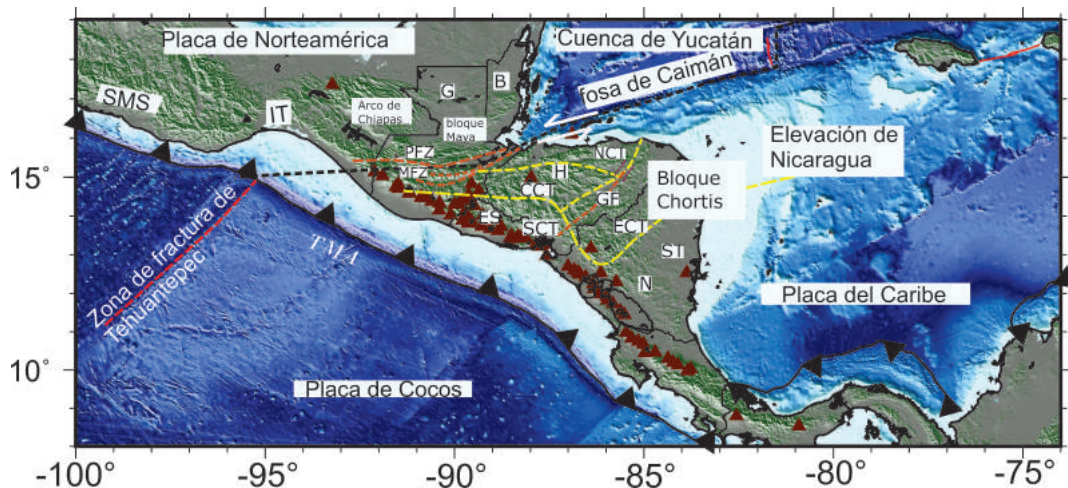 Placa de Norteamérica
Cuenca de Yucatán
fosa de Caimán
B
G
SMS
IT
Arco de
Chiapas
bloque
Maya
Elevación de
Nicaragua
PFZ
NCT
15°
MFZ
H
Bloque
Chortis
CCT
GF
ES
SCT
ECT
ST
Zona de fractura de
Tehuantepec
TMA
N
Placa del Caribe
10°
Placa de Cocos
-100
-95
-90
-85
-80
-75